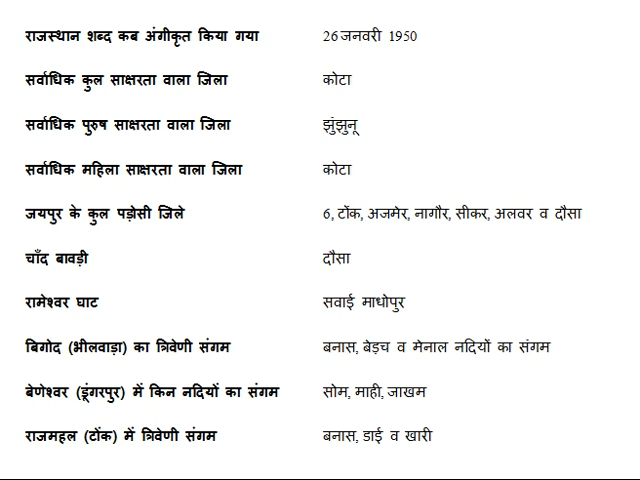 राजस्थान शब्द कब अंगीकृत किया गया 26 जनवरी 1950
सर्वाधिक कुल साक्षरता वाला जिला कोटा
सर्वाधिक पुरुष साक्षरता वाला जिला झुंझुनू
सर्वाधिक महिला साक्षरता वाला जिला कोटा
जयपुर के कुल पड़ोसी जिले 6, टोंक, अजमेर, नागौर, सीकर, अलवर व दौसा
चाँद बावड़ी दौसा
रामेश्वर घाट सवाई माधोपुर
बिगोद (भीलवाड़ा) का त्रिवेणी संगम बनास, बेड़च व मेनाल नदियों का संगम
बेणेश्वर (डूंगरपुर) में किन नदियों का संगम सोम, माही, जाखम
राजमहल (टोंक) में त्रिवेणी संगम बनास, डाई व खारी